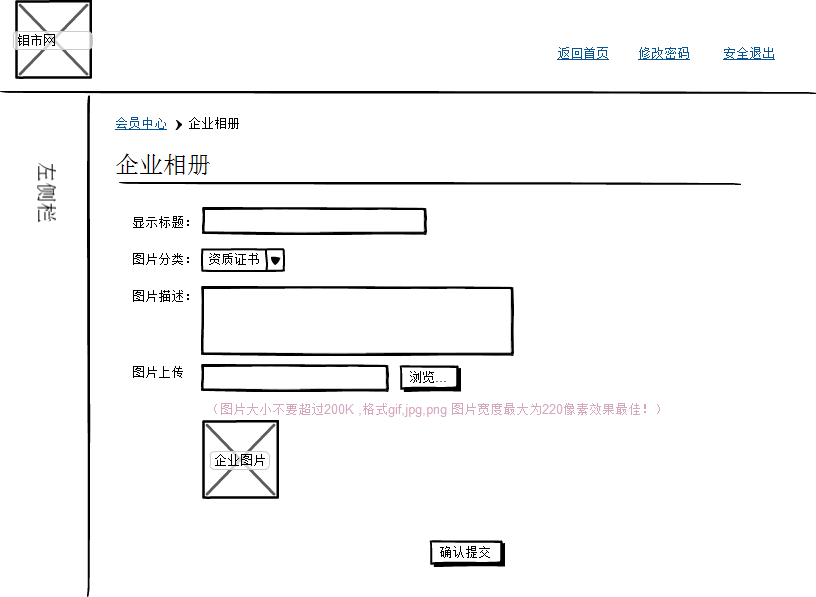 钼市网
返回首页 修改密码 安全退出
会员中心 企业相册
企业相册
左侧栏
显示标题：
图片分类： 资质证书
图片描述：
图片上传 浏览...
（图片大小不要超过200K ,格式gif,jpg,png 图片宽度最大为220像素效果最佳！）
企业图片
确认提交